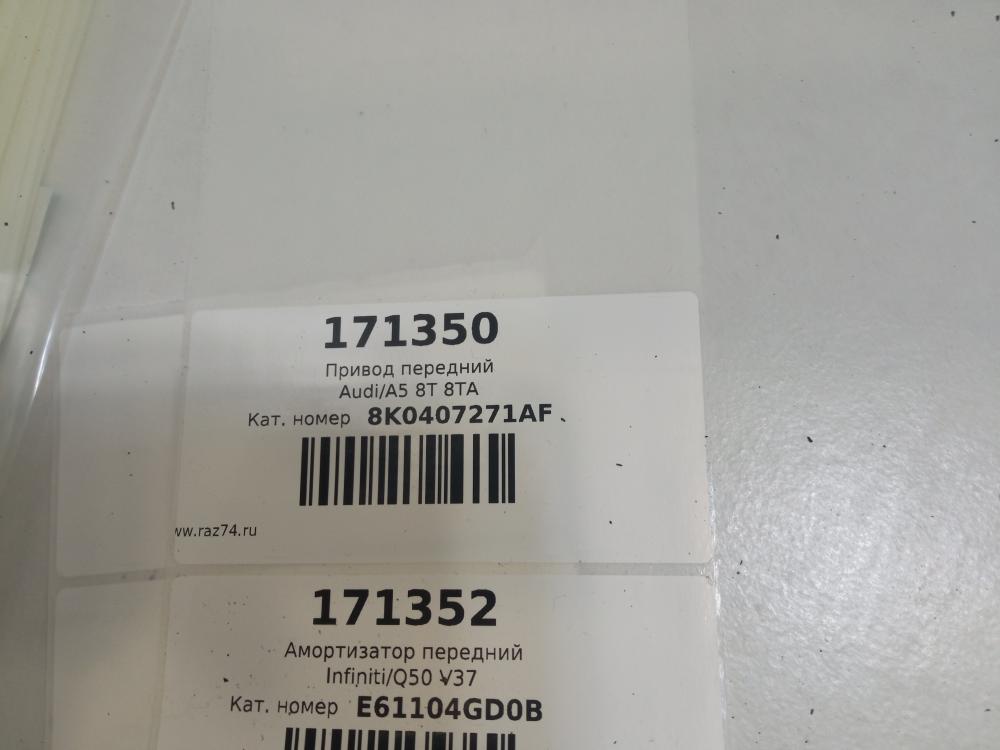 171350
Привод передний
Audi/A5 8T 8TA
Кат. номер 8K0407271AF
ww.raz74.ru
171352
Амортизатор передний
Infiniti/Q50 V37
Кат. номер E61104GD0B